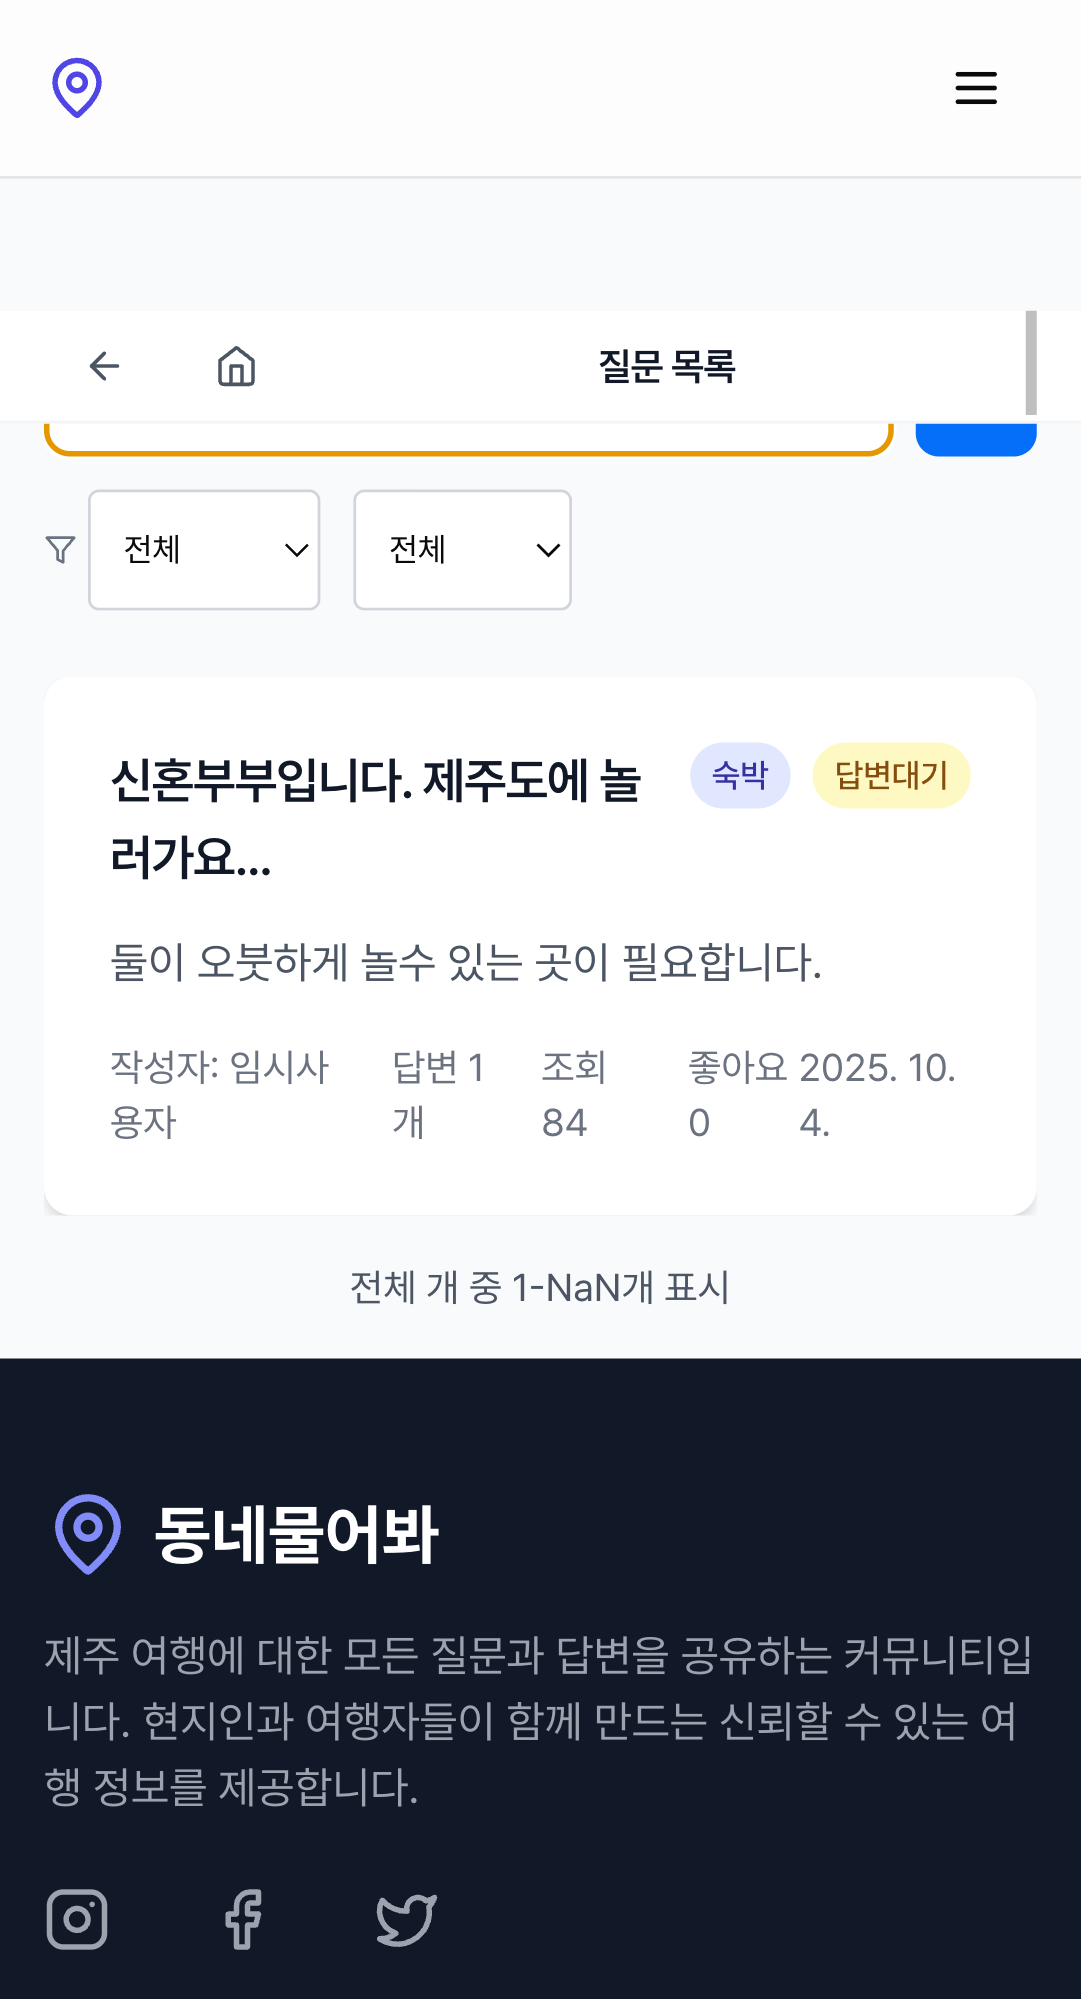 질문 목록
전체
전체
신혼부부입니다. 제주도에 놀
러가요...
숙박
답변대기
둘이 오붓하게 놀수 있는 곳이 필요합니다.
작성자: 임시사
용자
답변 1
개
조회
84
좋아요
0
2025. 10.
4.
전체 개 중 1-NaN개 표시
동네물어봐
제주 여행에 대한 모든 질문과 답변을 공유하는 커뮤니티입
니다. 현지인과 여행자들이 함께 만드는 신뢰할 수 있는 여
행 정보를 제공합니다.